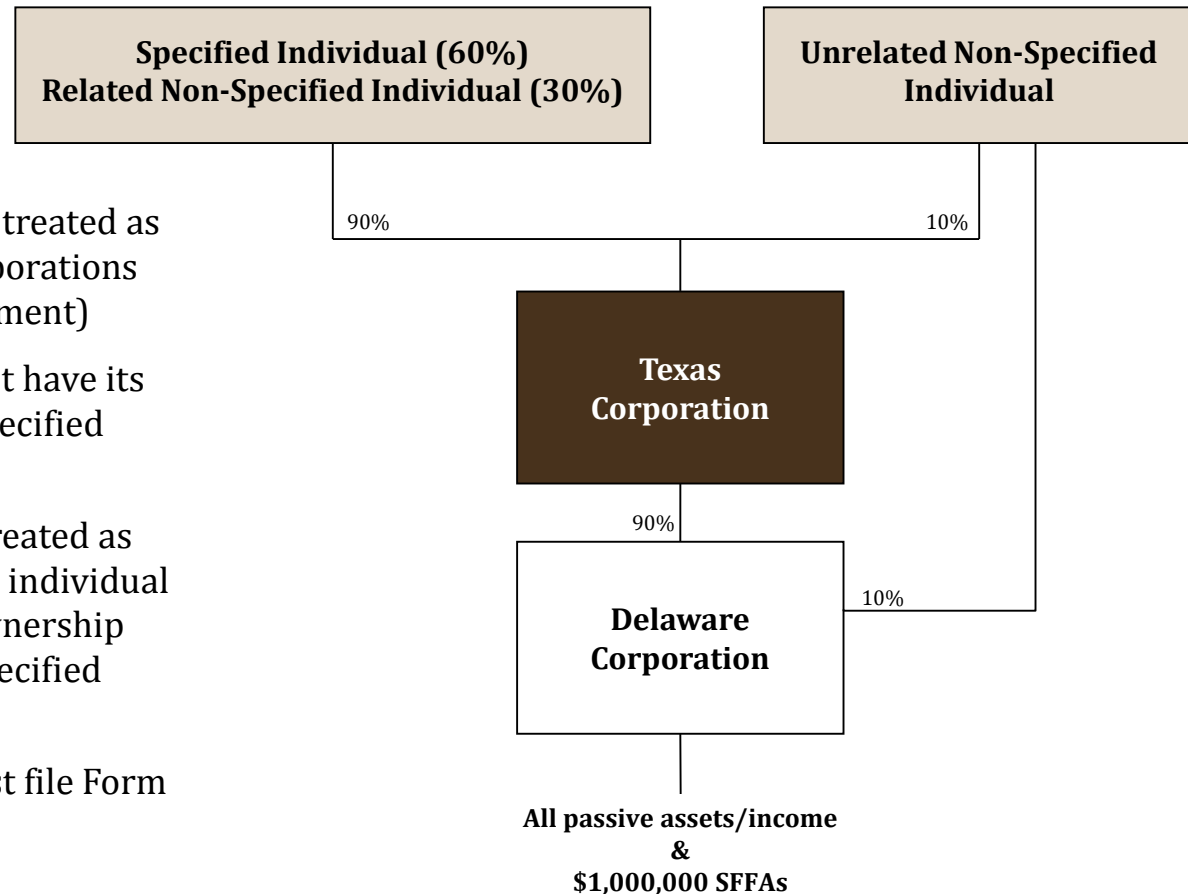 Specified Individual (60%)
Related Non-Specified Individual (30%)
Unrelated Non-Specified
Individual
treated as
porations
ment)
t have its
ecified
reated as
individual
nership
ecified
st file Form
90%
10%
Texas
Corporation
90%
10%
Delaware
Corporation
All passive assets/income
&
$1,000,000 SFFAs